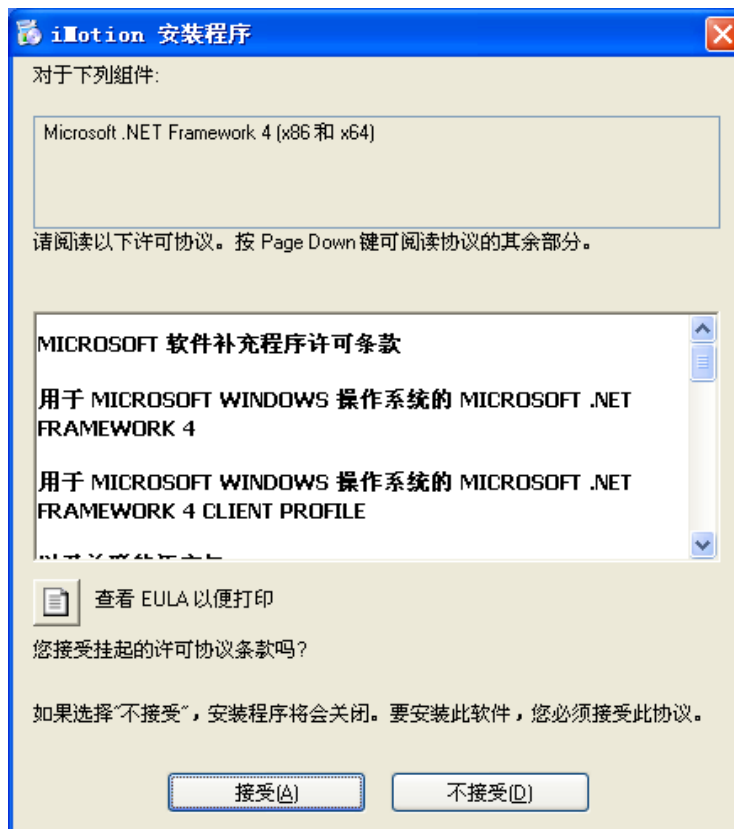 iMotion 安装程序
对于下列组件:
Microsoft .NET Framework 4 (x86 和 x64)
请阅读以下许可协议。按 Page Down 键可阅读协议的其余部分。
MICROSOFT 软件补充程序许可条款
用于 MICROSOFT WINDOWS 操作系统的 MICROSOFT .NET
FRAMEWORK 4
用于 MICROSOFT WINDOWS 操作系统的 MICROSOFT .NET
FRAMEWORK 4 CLIENT PROFILE
查看 EULA 以便打印
您接受挂起的许可协议条款吗?
如果选择“不接受”，安装程序将会关闭。要安装此软件，您必须接受此协议。
接受(A)
不接受(D)